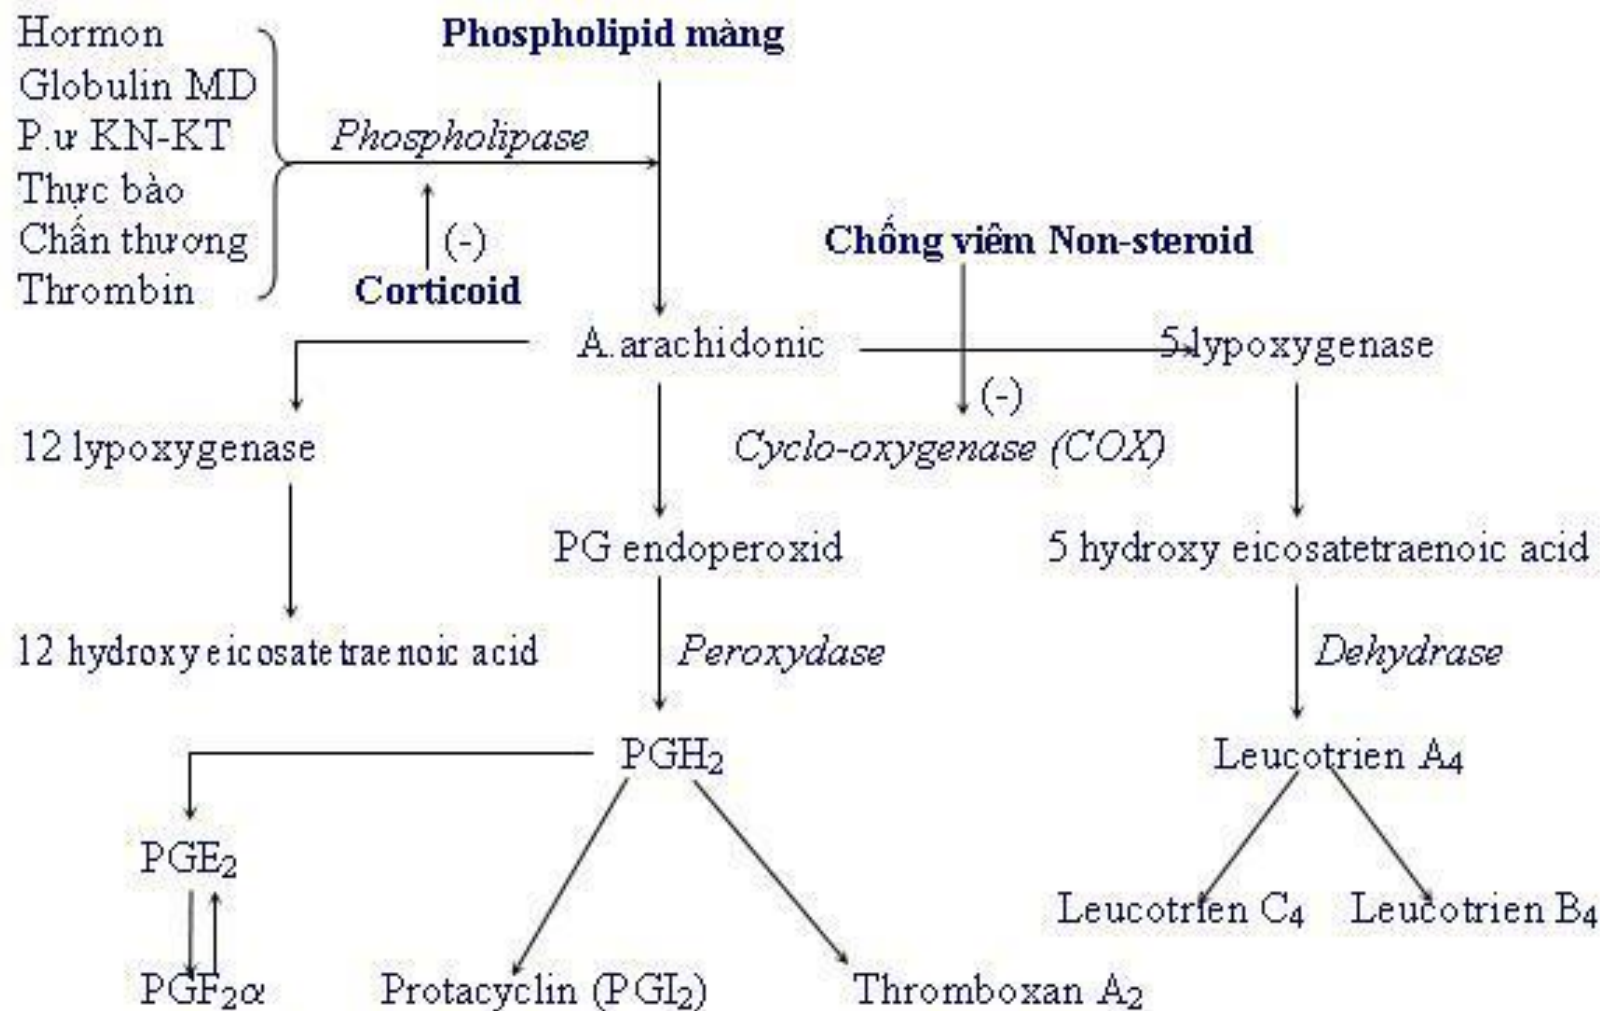 Hormon
Globulin MD
P.ư KN-KT
Thực bào
Chấn thương
Thrombin
Phospholipid màng
Phospholipase
(-)
Corticoid
Chống viêm Non-steroid
A.arachidonic
5 lypoxygenase
(-)
12 lypoxygenase
Cyclo-oxygenase (COX)
PG endoperoxid
5 hydroxy eicosatetraenoic acid
12 hydroxy eicosatetraenoic acid
Peroxydase
Dehydrase
PGH₂
Leucotrien A₄
PGE₂
Leucotrien C₄
Leucotrien B₄
PGF₂α
Protacyclin (PGI₂)
Thromboxan A₂